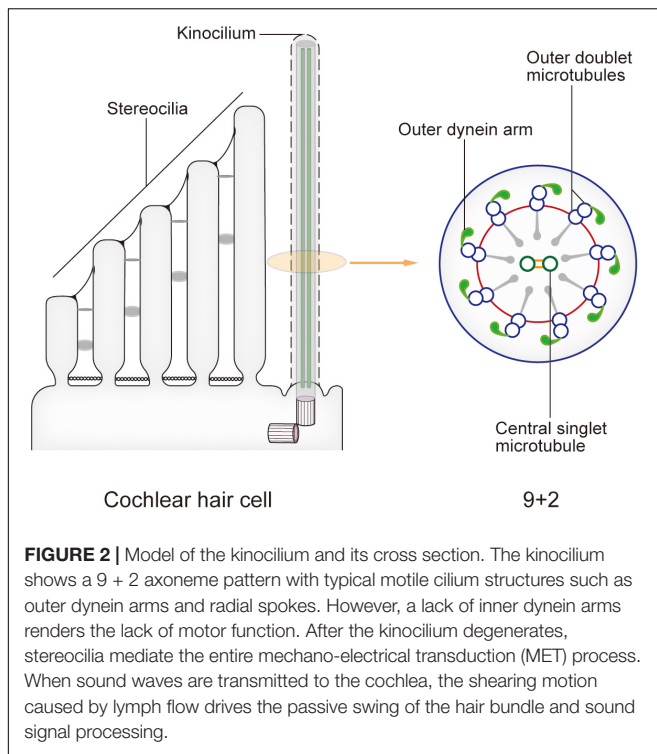 Kinocilium
Stereocilia
Outer doublet
microtubules
Outer dynein arm
Central singlet
microtubule
Cochlear hair cell
9+2
FIGURE 2 | Model of the kinocilium and its cross section. The kinocilium
shows a 9 + 2 axoneme pattern with typical motile cilium structures such as
outer dynein arms and radial spokes. However, a lack of inner dynein arms
renders the lack of motor function. After the kinocilium degenerates,
stereocilia mediate the entire mechano-electrical transduction (MET) process.
When sound waves are transmitted to the cochlea, the shearing motion
caused by lymph flow drives the passive swing of the hair bundle and sound
signal processing.